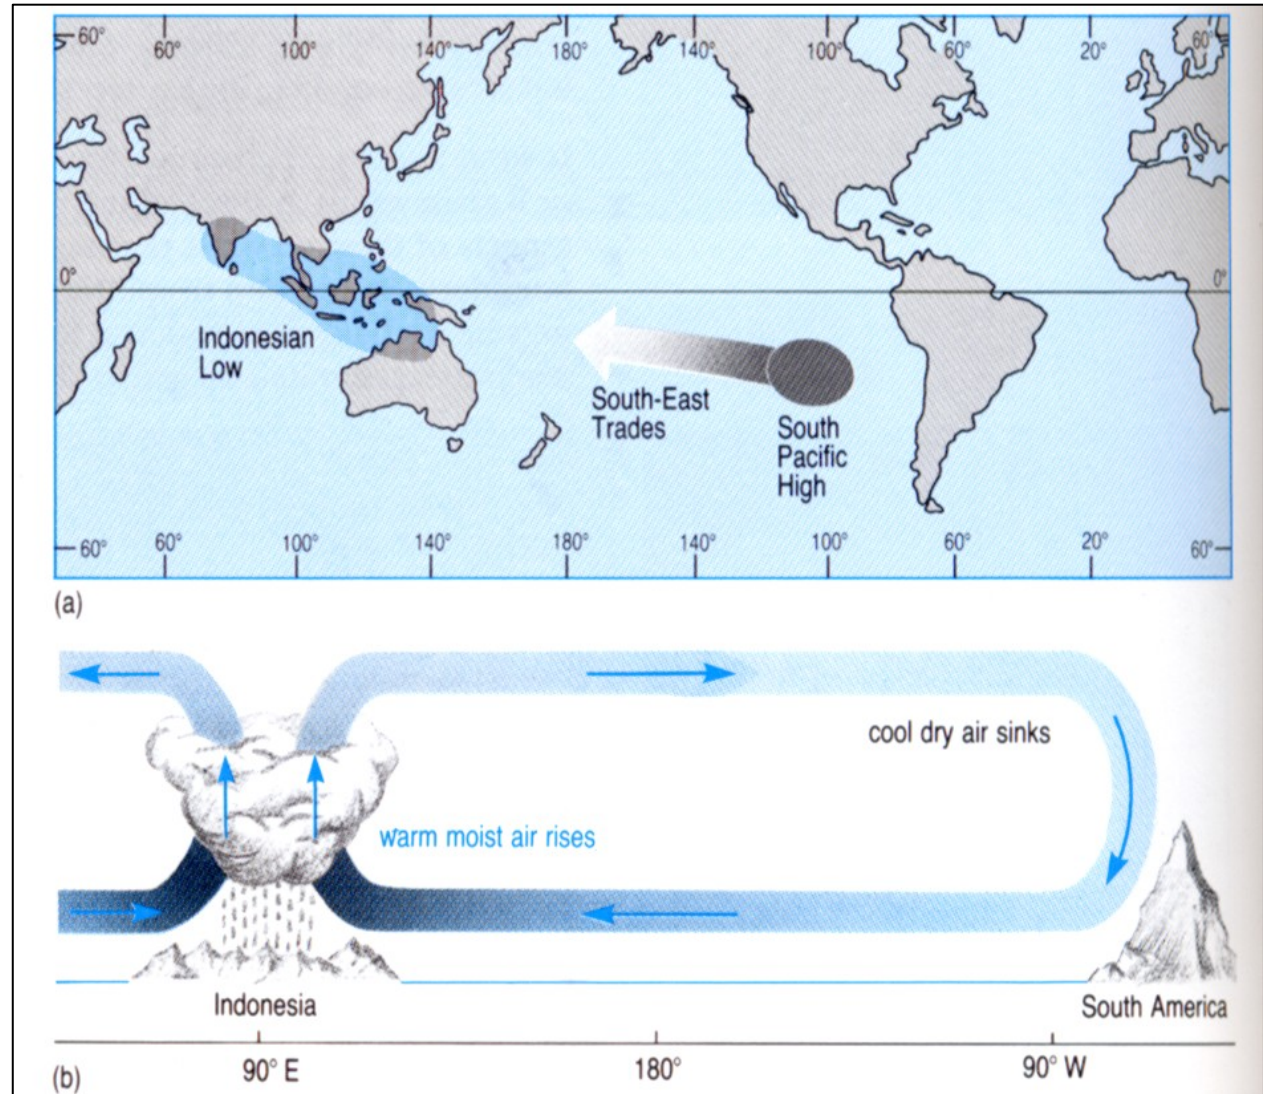 60° 60° 100° 140° 180° 140° 100° 60° 20° 60°
0° 0°
Indonesian
Low
South-East
Trades
South
Pacific
High
60° 60° 100° 140° 180° 140° 100° 60° 20° 60°
(a)
cool dry air sinks
warm moist air rises
Indonesia
South America
90° E 180° 90° W
(b)